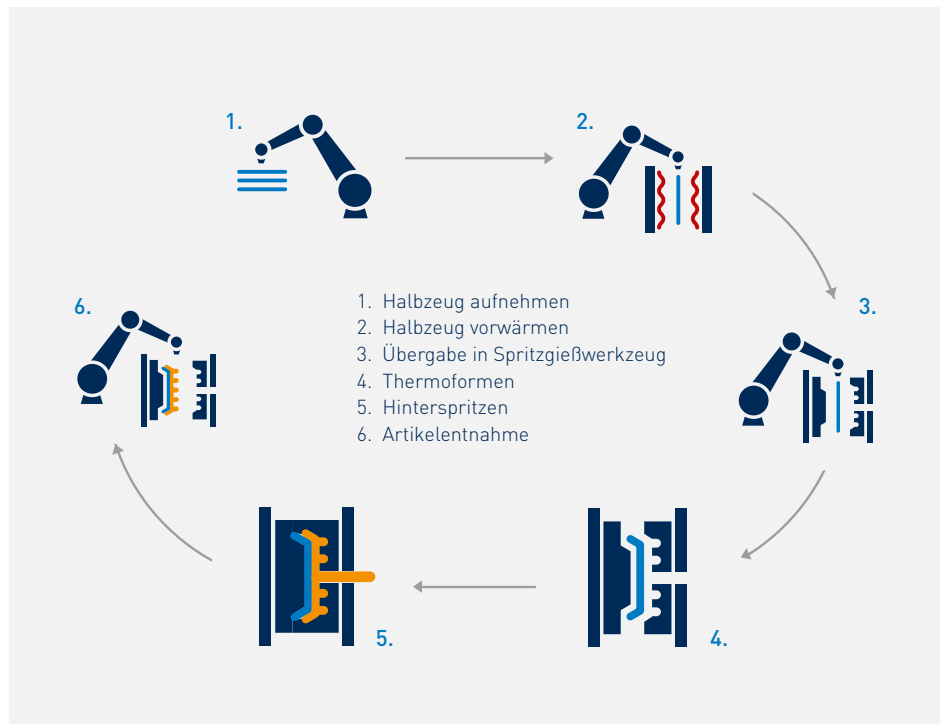 1.
2.
3.
6.
1. Halbzeug aufnehmen
2. Halbzeug vorwärmen
3. Übergabe in Spritzgießwerkzeug
4. Thermoformen
5. Hinterspritzen
6. Artikelentnahme
5.
4.